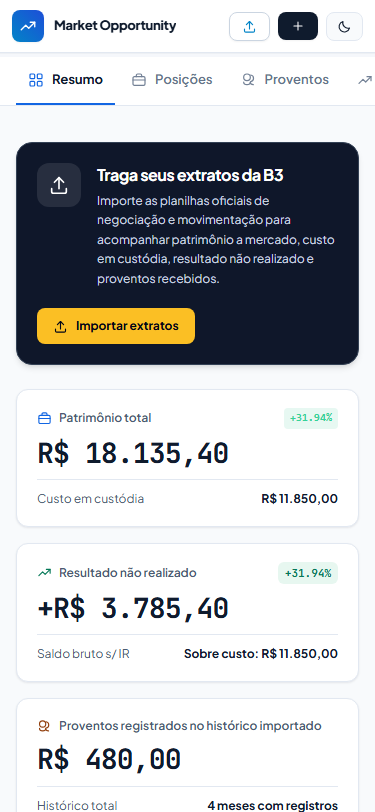 Market Opportunity
Resumo
Posições
Proventos
Traga seus extratos da B3
Importe as planilhas oficiais de
negociação e movimentação para
acompanhar patrimônio a mercado, custo
em custódia, resultado não realizado e
proventos recebidos.
Importar extratos
Patrimônio total
+31.94%
R$ 18.135,40
Custo em custódia
R$ 11.850,00
Resultado não realizado
+31.94%
+R$ 3.785,40
Saldo bruto s/ IR
Sobre custo: R$ 11.850,00
Proventos registrados no histórico importado
R$ 480,00
Histórico total
4 meses com registros